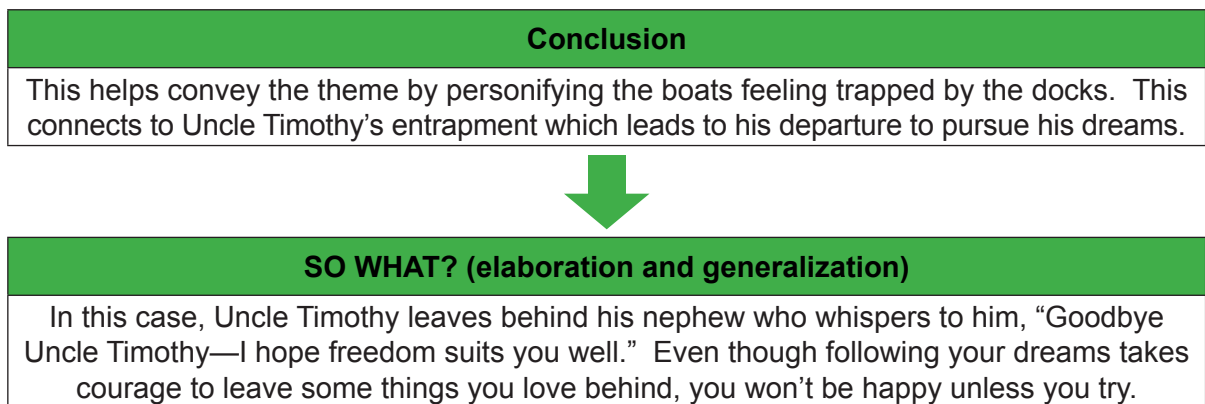 Conclusion
This helps convey the theme by personifying the boats feeling trapped by the docks.  This
connects to Uncle Timothy’s entrapment which leads to his departure to pursue his dreams.
SO WHAT? (elaboration and generalization)
In this case, Uncle Timothy leaves behind his nephew who whispers to him, “Goodbye
Uncle Timothy—I hope freedom suits you well.”  Even though following your dreams takes
courage to leave some things you love behind, you won’t be happy unless you try.